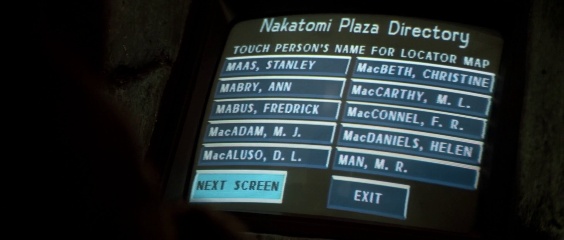 Nakatomi Plaza Directory
TOUCH PERSON'S NAME FOR LOCATOR MAP
MAAS, STANLEY
MABRY, ANN
MABUS, FREDRICK
MacADAM, M. J.
MacALUSO, D. L.
MacBETH, CHRISTINE
MacCARTHY, M. L.
MacCONNEL, F. R.
MacDANIELS, HELEN
MAN, M. R.
NEXT SCREEN
EXIT